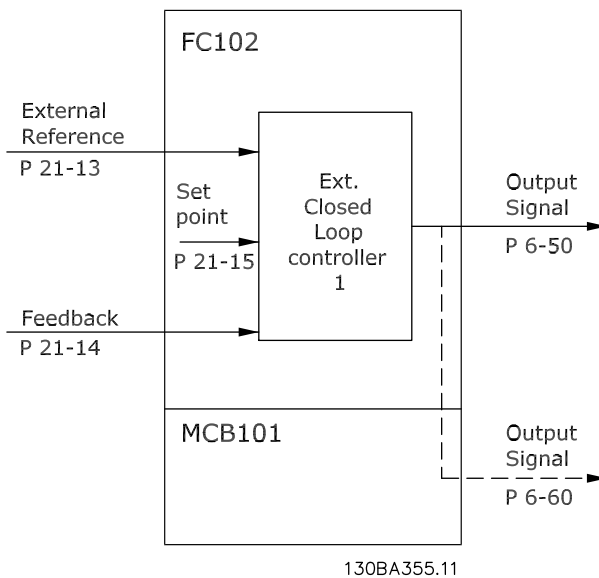 FC102
External
Reference
P 21-13
Set
point
P 21-15
Feedback
P 21-14
Ext.
Closed
Loop
controller
1
Output
Signal
P 6-50
MCB101
Output
Signal
P 6-60
130BA355.11